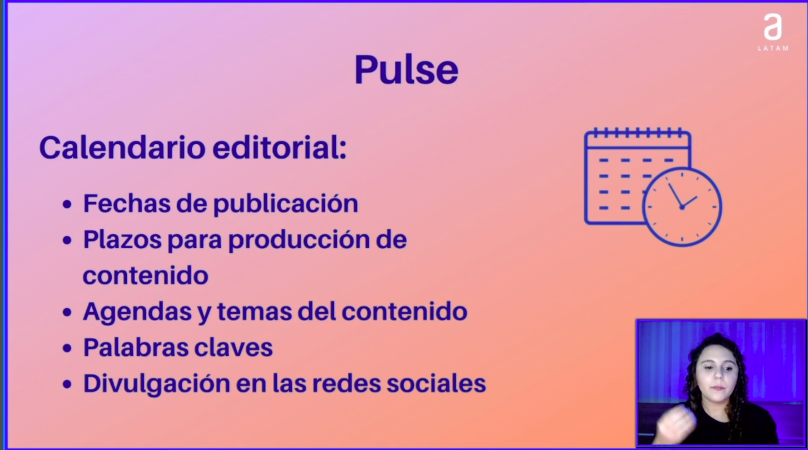 a
LATAM
Pulse
Calendario editorial:
• Fechas de publicación
• Plazos para producción de
contenido
• Agendas y temas del contenido
• Palabras claves
• Divulgación en las redes sociales